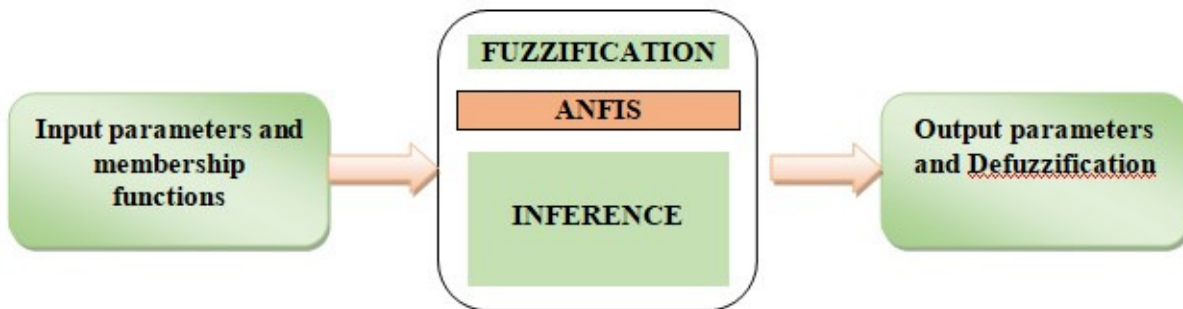 Input parameters and
membership
functions
FUZZIFICATION
ANFIS
INFERENCE
Output parameters
and Defuzzification